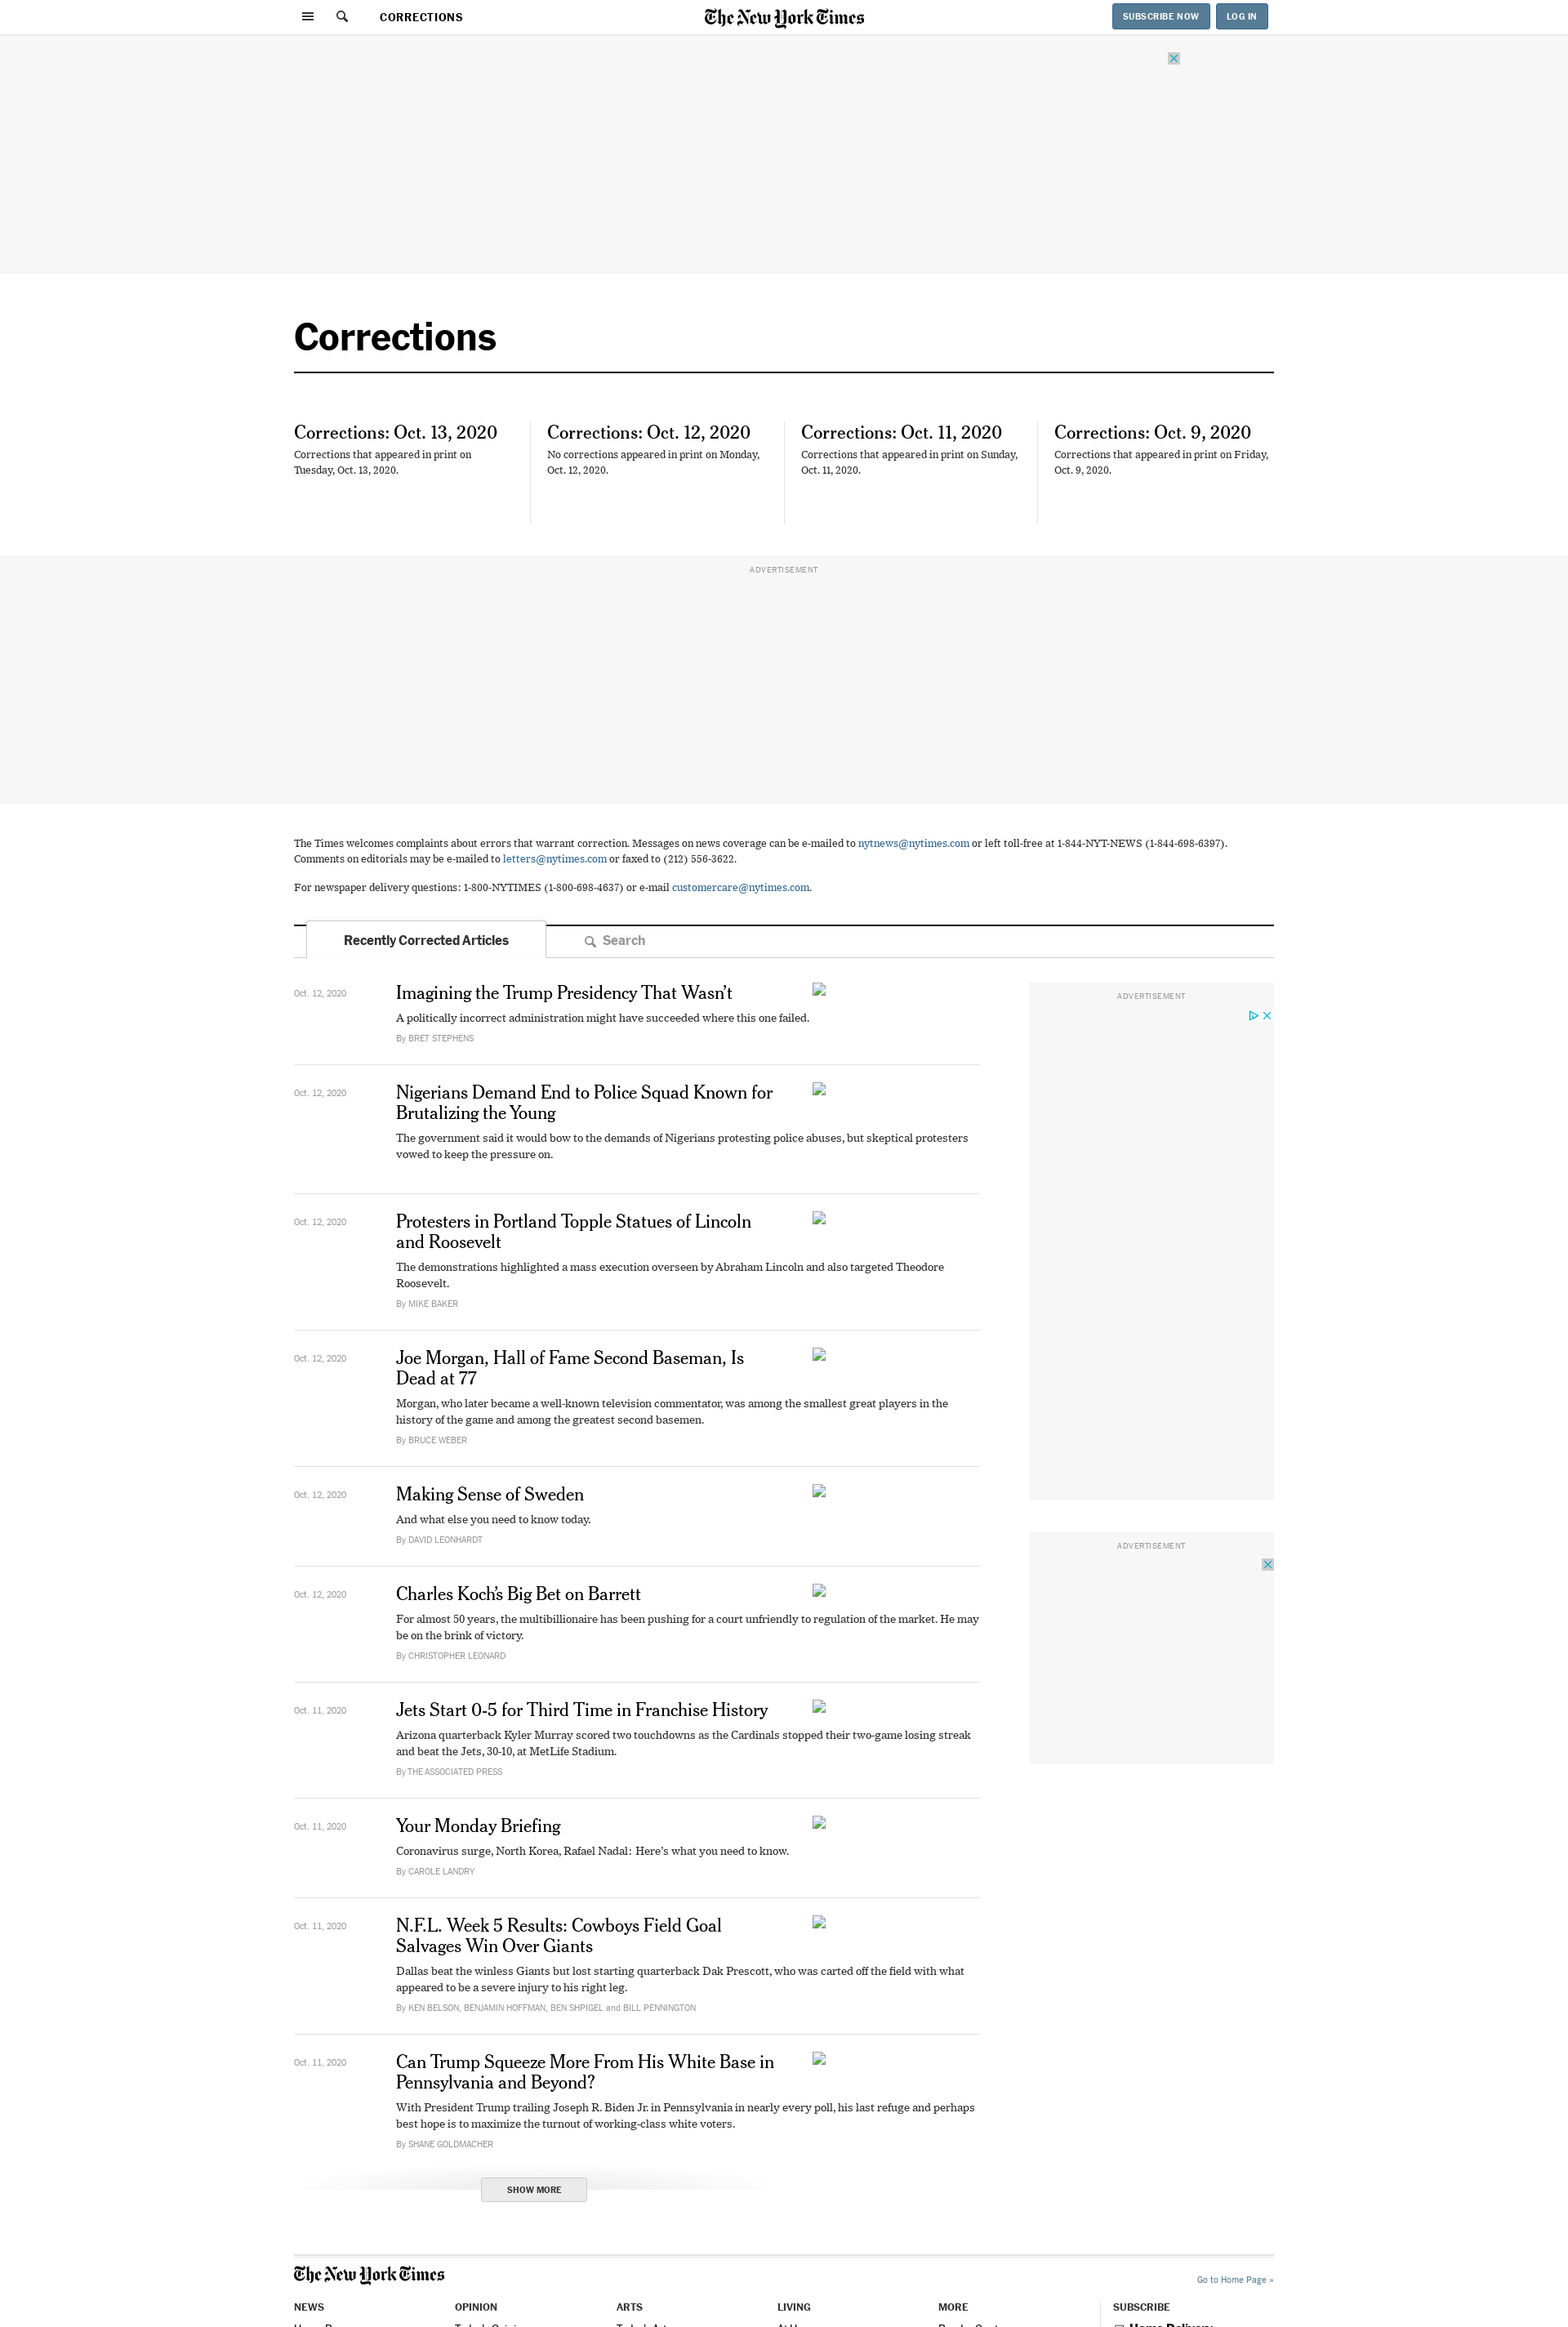 CORRECTIONS
The New York Times
SUBSCRIBE NOW
LOG IN
Corrections
Corrections: Oct. 13, 2020
Corrections that appeared in print on
Tuesday, Oct. 13, 2020.
Corrections: Oct. 12, 2020
No corrections appeared in print on Monday,
Oct. 12, 2020.
Corrections: Oct. 11, 2020
Corrections that appeared in print on Sunday,
Oct. 11, 2020.
Corrections: Oct. 9, 2020
Corrections that appeared in print on Friday,
Oct. 9, 2020.
ADVERTISEMENT
The Times welcomes complaints about errors that warrant correction. Messages on news coverage can be e-mailed to nytnews@nytimes.com or left toll-free at 1-844-NYT-NEWS (1-844-698-6397).
Comments on editorials may be e-mailed to letters@nytimes.com or faxed to (212) 556-3622.
For newspaper delivery questions: 1-800-NYTIMES (1-800-698-4637) or e-mail customercare@nytimes.com.
Recently Corrected Articles
Search
Oct. 12, 2020
Imagining the Trump Presidency That Wasn’t
A politically incorrect administration might have succeeded where this one failed.
By BRET STEPHENS
Oct. 12, 2020
Nigerians Demand End to Police Squad Known for
Brutalizing the Young
The government said it would bow to the demands of Nigerians protesting police abuses, but skeptical protesters
vowed to keep the pressure on.
Oct. 12, 2020
Protesters in Portland Topple Statues of Lincoln
and Roosevelt
The demonstrations highlighted a mass execution overseen by Abraham Lincoln and also targeted Theodore
Roosevelt.
By MIKE BAKER
Oct. 12, 2020
Joe Morgan, Hall of Fame Second Baseman, Is
Dead at 77
Morgan, who later became a well-known television commentator, was among the smallest great players in the
history of the game and among the greatest second basemen.
By BRUCE WEBER
Oct. 12, 2020
Making Sense of Sweden
And what else you need to know today.
By DAVID LEONHARDT
Oct. 12, 2020
Charles Koch’s Big Bet on Barrett
For almost 50 years, the multibillionaire has been pushing for a court unfriendly to regulation of the market. He may
be on the brink of victory.
By CHRISTOPHER LEONARD
Oct. 11, 2020
Jets Start 0-5 for Third Time in Franchise History
Arizona quarterback Kyler Murray scored two touchdowns as the Cardinals stopped their two-game losing streak
and beat the Jets, 30-10, at MetLife Stadium.
By THE ASSOCIATED PRESS
Oct. 11, 2020
Your Monday Briefing
Coronavirus surge, North Korea, Rafael Nadal: Here’s what you need to know.
By CAROLE LANDRY
Oct. 11, 2020
N.F.L. Week 5 Results: Cowboys Field Goal
Salvages Win Over Giants
Dallas beat the winless Giants but lost starting quarterback Dak Prescott, who was carted off the field with what
appeared to be a severe injury to his right leg.
By KEN BELSON, BENJAMIN HOFFMAN, BEN SHPIGEL and BILL PENNINGTON
Oct. 11, 2020
Can Trump Squeeze More From His White Base in
Pennsylvania and Beyond?
With President Trump trailing Joseph R. Biden Jr. in Pennsylvania in nearly every poll, his last refuge and perhaps
best hope is to maximize the turnout of working-class white voters.
By SHANE GOLDMACHER
SHOW MORE
ADVERTISEMENT
ADVERTISEMENT
The New York Times
Go to Home Page »
NEWS
OPINION
ARTS
LIVING
MORE
SUBSCRIBE